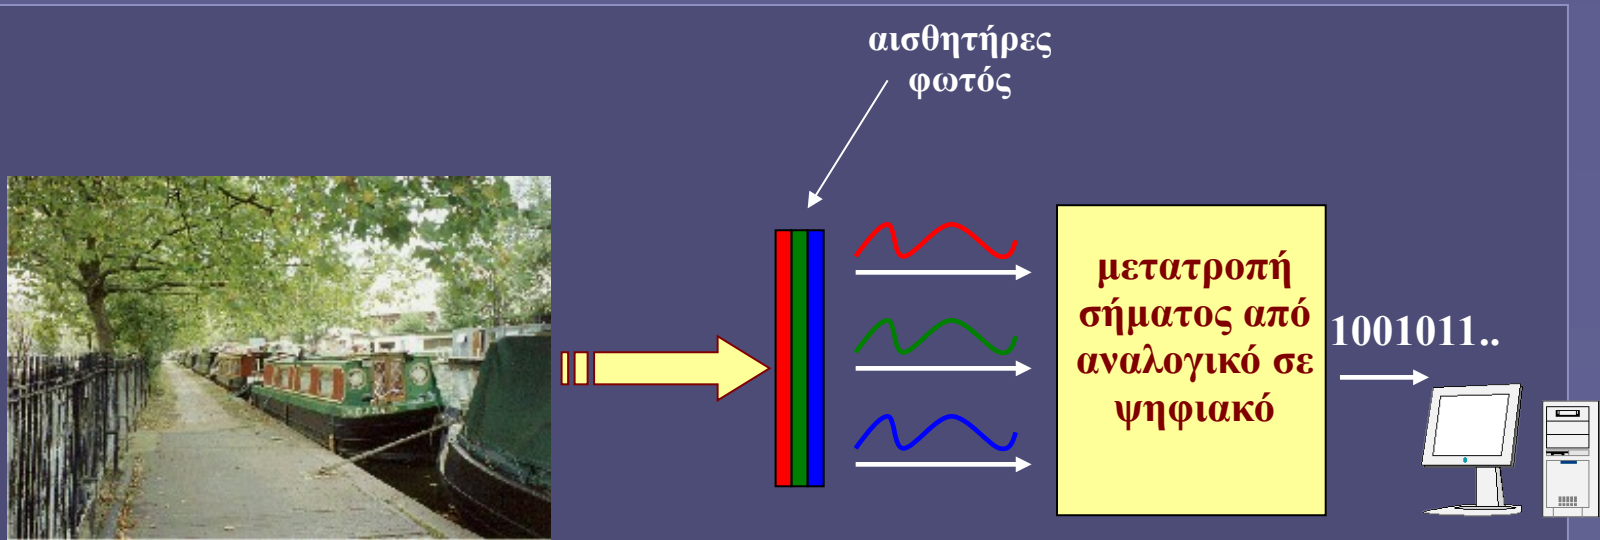 αισθητήρες
φωτός
μετατροπή
σήματος από
αναλογικό σε
ψηφιακό
1001011..